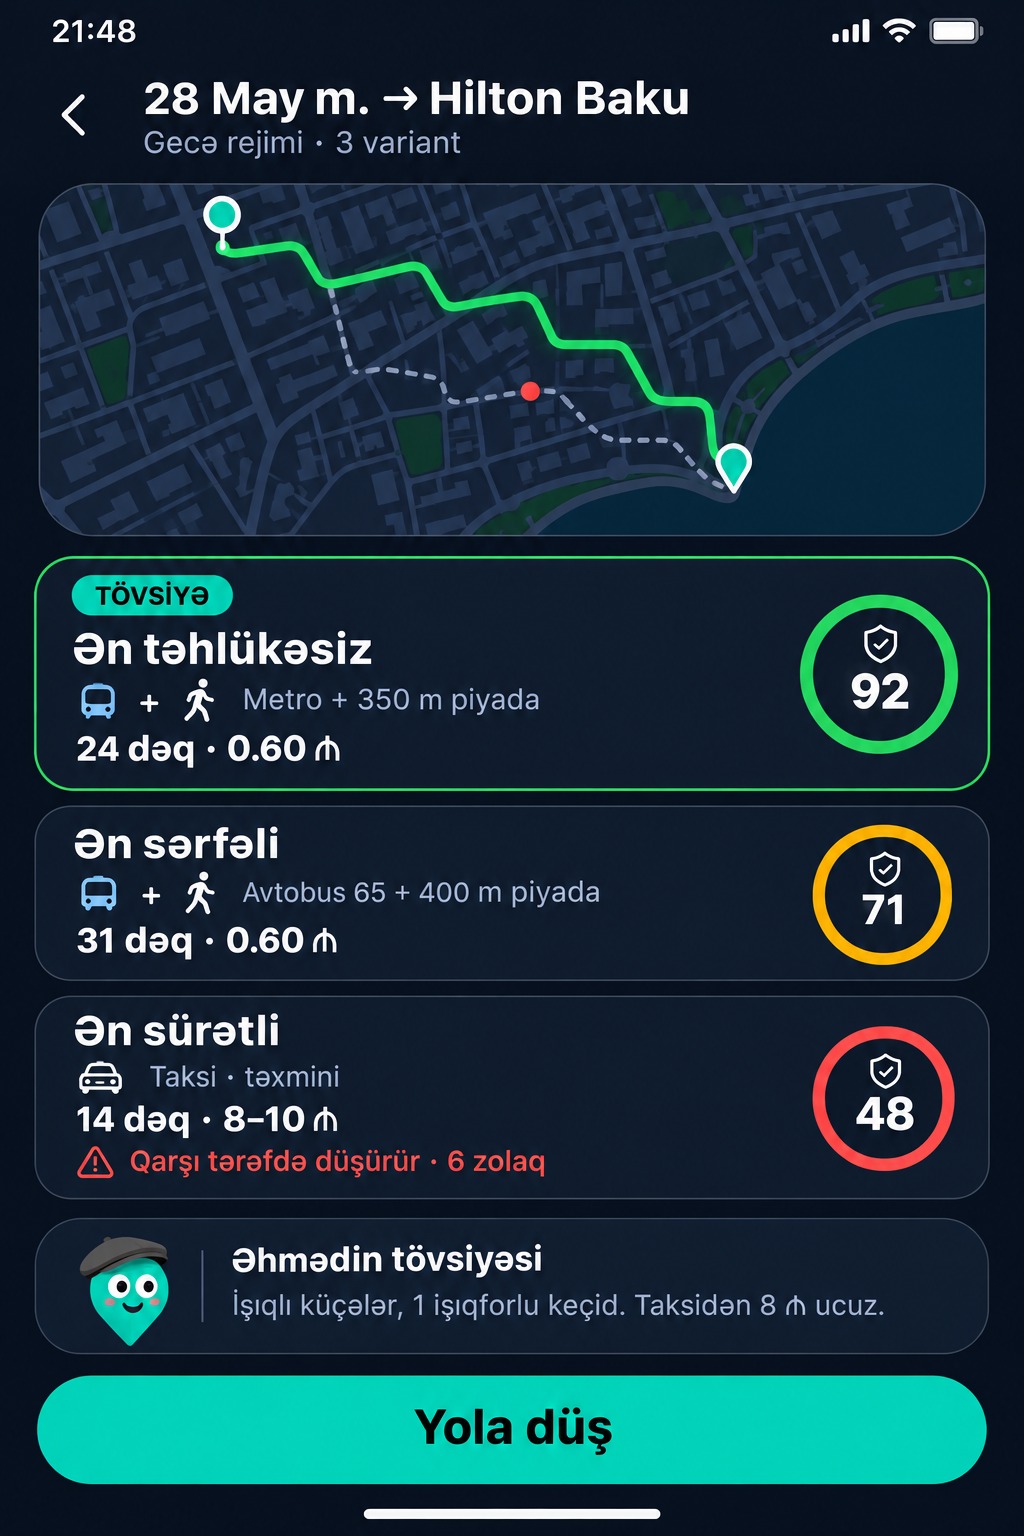 21:48
28 May m. → Hilton Baku
Gecə rejimi · 3 variant
TÖVSİYƏ
Ən təhlükəsiz
+ Metro + 350 m piyada
24 dəq · 0.60 ₼
92
Ən sərfəli
+ Avtobus 65 + 400 m piyada
31 dəq · 0.60 ₼
71
Ən sürətli
Taksi · təxmini
14 dəq · 8–10 ₼
Qarşı tərəfdə düşürür · 6 zolaq
48
Əhmədin tövsiyəsi
İşıqlı küçələr, 1 işıqforlu keçid. Taksidən 8 ₼ ucuz.
Yola düş